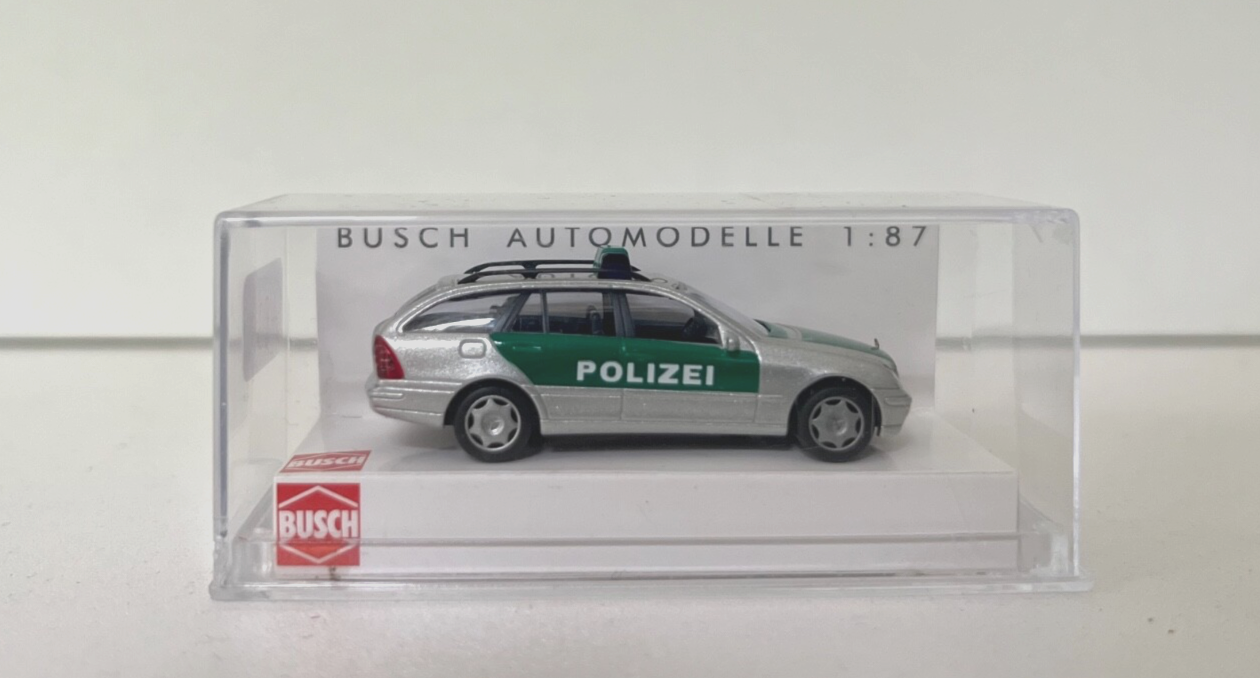 BUSCH AUTOMODELLE 1:87
POLIZEI
BUSCH
BUSCH